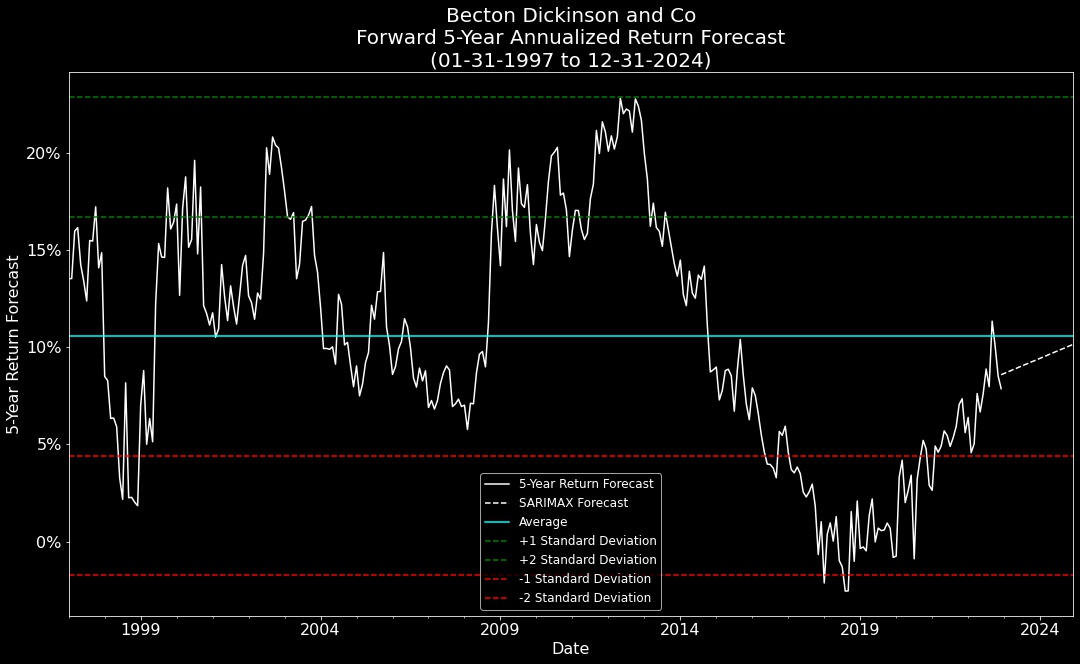 Becton Dickinson and Co
Forward 5-Year Annualized Return Forecast
(01-31-1997 to 12-31-2024)
5-Year Return Forecast
20%
15%
10%
5%
0%
5-Year Return Forecast
SARIMAX Forecast
Average
+1 Standard Deviation
+2 Standard Deviation
-1 Standard Deviation
-2 Standard Deviation
1999
2004
2009
2014
2019
2024
Date